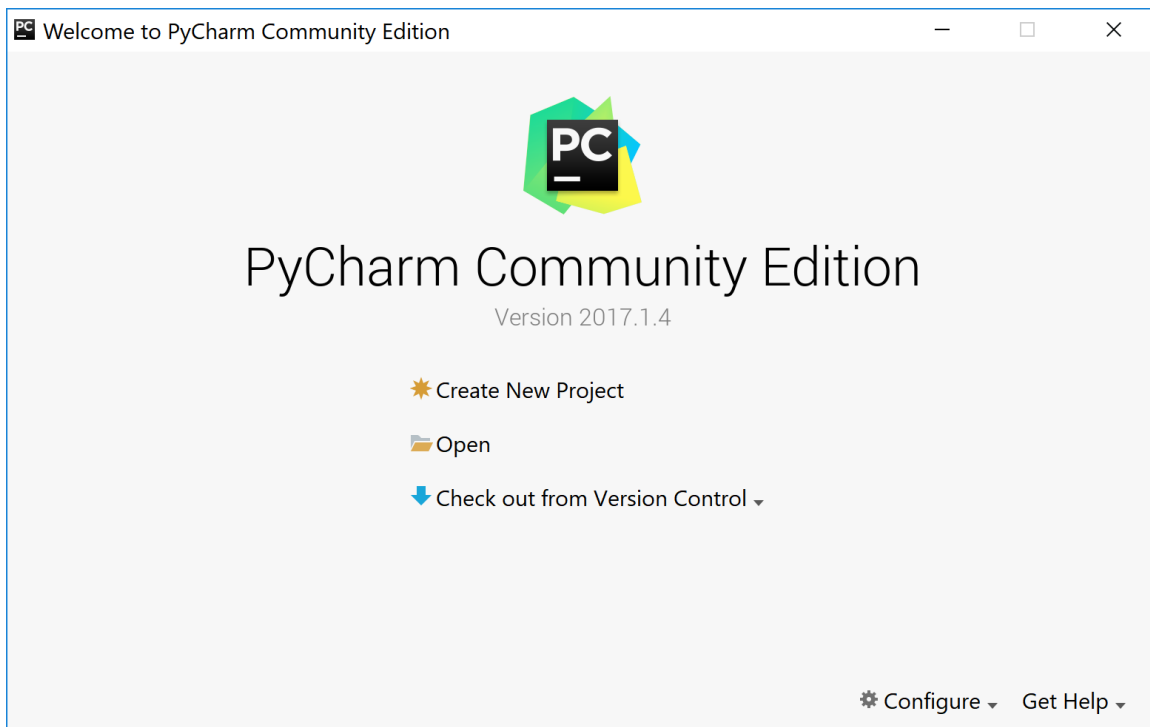 PC Welcome to PyCharm Community Edition
PC
PyCharm Community Edition
Version 2017.1.4
Create New Project
Open
Check out from Version Control
Configure Get Help